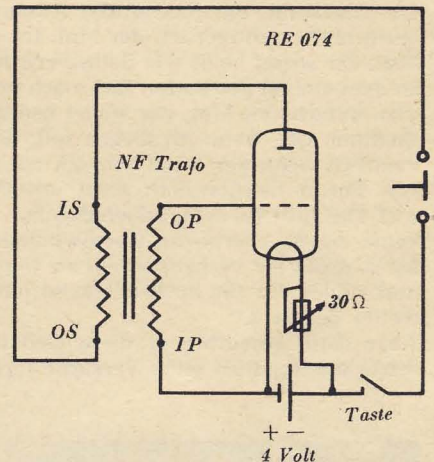 RE 074
NF Trafo
IS
OP
OS
IP
30 Ω
Taste
+ −
4 Volt